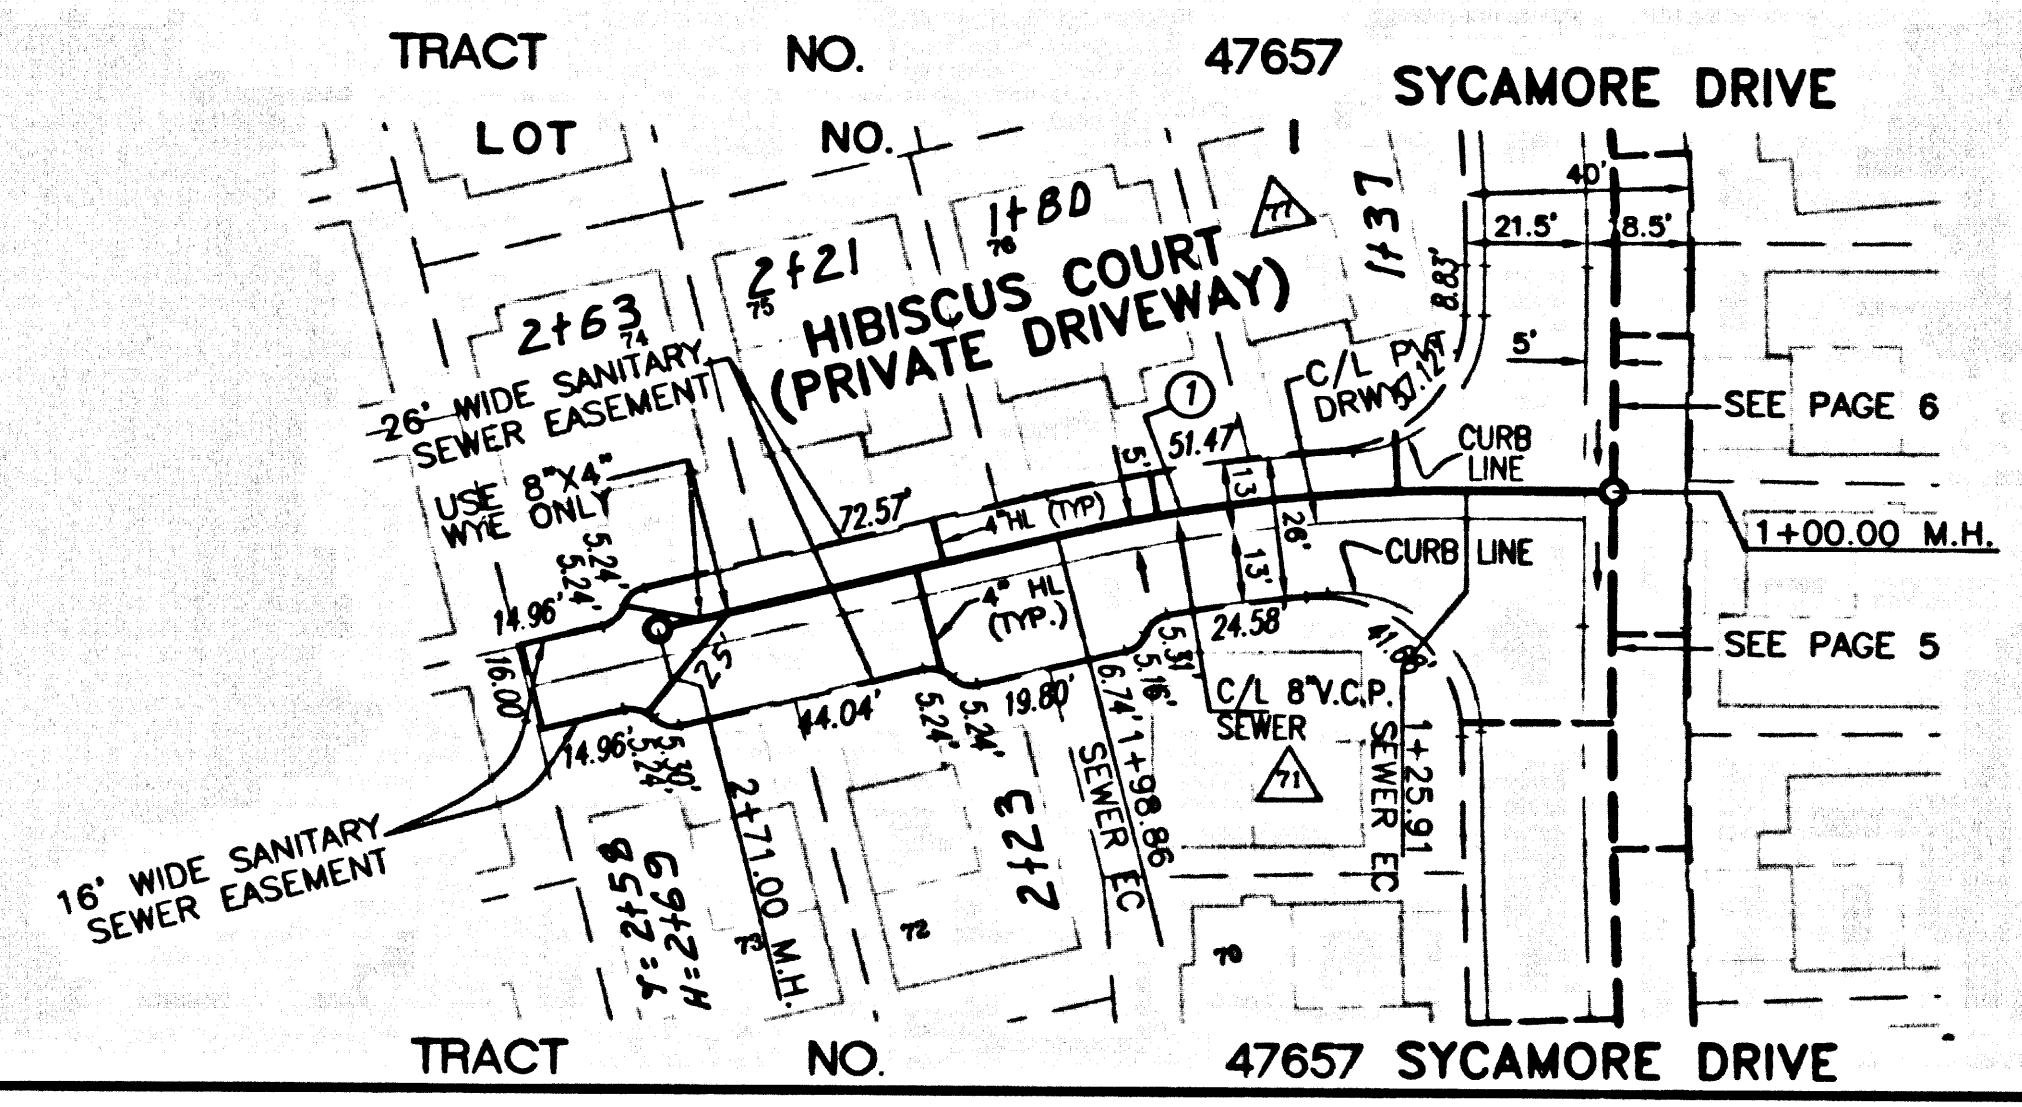 TRACT NO. 47657
SYCAMORE DRIVE
LOT NO. 1
40'
21.5'
8.5'
77
1+37
1+80
76
2+21
75
8.83'
HIBISCUS COURT
(PRIVATE DRIVEWAY)
2+63
74
5'
26' WIDE SANITARY
SEWER EASEMENT
C/L PVT
DRWY
1
SEE PAGE 6
51.47'
5'
CURB
LINE
USE 8"X4"
WYE ONLY
72.57'
4" HL (TYP)
13'
26'
1+00.00 M.H.
5.24'
5.24'
CURB LINE
13'
14.96'
4" HL
(TYP.)
24.58
41.66'
SEE PAGE 5
16.00'
25'
5.31'
5.16'
6.74'
19.80'
44.04'
5.24'
5.24'
C/L 8"V.C.P.
SEWER
14.96'
5.30'
5.24'
71
1+25.91
SEWER EC
1+98.86
SEWER EC
2+23
2+71.00 M.H.
16' WIDE SANITARY
SEWER EASEMENT
T=2+58
H=2+69
73
72
70
TRACT NO. 47657
SYCAMORE DRIVE